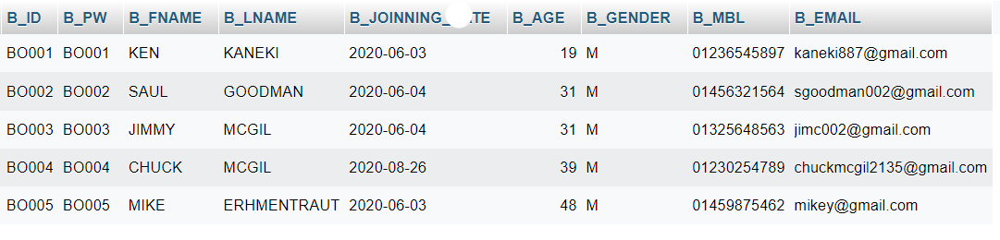 B_ID B_PW B_FNAME B_LNAME B_AGE B_GENDER B_MBL B_EMAIL
BO001 BO001 KEN KANEKI 2020-06-03 19 M 01236545897 kaneki887@gmail.com
BO002 BO002 SAUL GOODMAN 2020-06-04 31 M 01456321564 sgoodman002@gmail.com
BO003 BO003 JIMMY MCGIL 2020-06-04 31 M 01325648563 jimc002@gmail.com
BO004 BO004 CHUCK MCGIL 2020-08-26 39 M 01230254789 chuckmcgil2135@gmail.com
BO005 BO005 MIKE ERHMENTRAUT 2020-06-03 48 M 01459875462 mikey@gmail.com